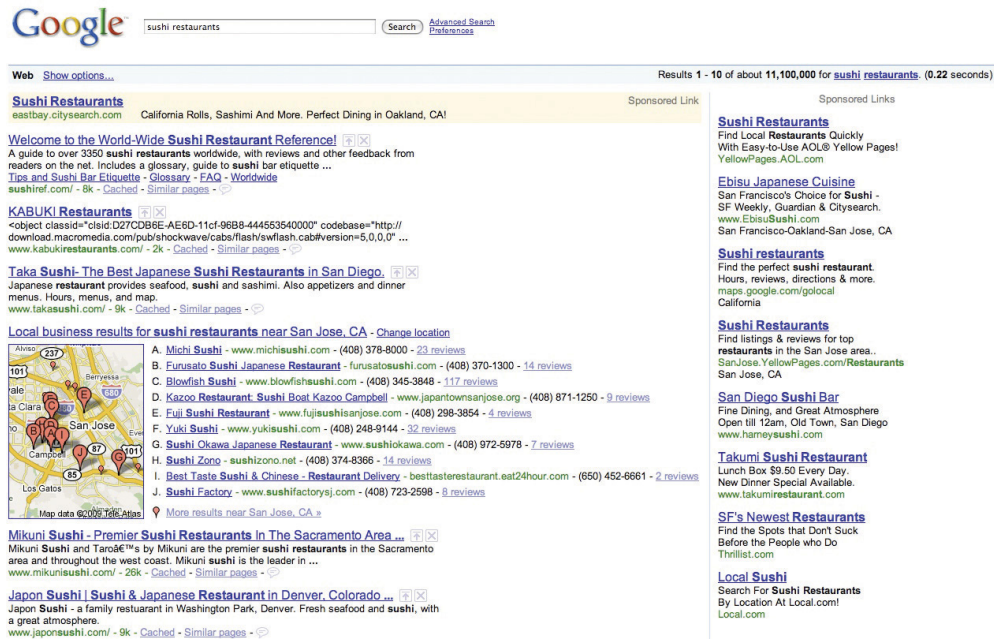 Google
sushi restaurants
Search
Advanced Search
Preferences
Web Show options...
Results 1 - 10 of about 11,100,000 for sushi restaurants. (0.22 seconds)
Sushi Restaurants
Sponsored Link
eastbay.citysearch.com California Rolls, Sashimi And More. Perfect Dining in Oakland, CA!
Welcome to the World-Wide Sushi Restaurant Reference!
A guide to over 3350 sushi restaurants worldwide, with reviews and other feedback from
readers on the net. Includes a glossary, guide to sushi bar etiquette ...
Tips and Sushi Bar Etiquette - Glossary - FAQ - Worldwide
sushiref.com/ - 8k - Cached - Similar pages -
KABUKI Restaurants
<object classid="clsid:D27CDB6E-AE6D-11cf-96B8-444553540000" codebase="http://
download.macromedia.com/pub/shockwave/cabs/flash/swflash.cab#version=5,0,0,0" ...
www.kabukirestaurants.com/ - 2k - Cached - Similar pages -
Taka Sushi- The Best Japanese Sushi Restaurants in San Diego.
Japanese restaurant provides seafood, sushi and sashimi. Also appetizers and dinner
menus. Hours, menus, and map.
www.takasushi.com/ - 9k - Cached - Similar pages -
Local business results for sushi restaurants near San Jose, CA - Change location
Alviso
237
101
Berryessa
680
ta Clara
San Jose
Campbell
87
101
85
Los Gatos
Map data ©2009 Tele Atlas
A
B
C
E
G
I
J
A. Michi Sushi - www.michisushi.com - (408) 378-8000 - 23 reviews
B. Furusato Sushi Japanese Restaurant - furusatosushi.com - (408) 370-1300 - 14 reviews
C. Blowfish Sushi - www.blowfishsushi.com - (408) 345-3848 - 117 reviews
D. Kazoo Restaurant: Sushi Boat Kazoo Campbell - www.japantownsanjose.org - (408) 871-1250 - 9 reviews
E. Fuji Sushi Restaurant - www.fujisushisanjose.com - (408) 298-3854 - 4 reviews
F. Yuki Sushi - www.yukisushi.com - (408) 248-9144 - 32 reviews
G. Sushi Okawa Japanese Restaurant - www.sushiokawa.com - (408) 972-5978 - 7 reviews
H. Sushi Zono - sushizono.net - (408) 374-8366 - 14 reviews
I. Best Taste Sushi & Chinese - Restaurant Delivery - besttasterestaurant.eat24hour.com - (650) 452-6661 - 2 reviews
J. Sushi Factory - www.sushifactorysj.com - (408) 723-2598 - 8 reviews
More results near San Jose, CA »
Mikuni Sushi - Premier Sushi Restaurants In The Sacramento Area ...
Mikuni Sushi and Taroâ€™s by Mikuni are the premier sushi restaurants in the Sacramento
area and throughout the west coast. Mikuni sushi is the leader in ...
www.mikunisushi.com/ - 26k - Cached - Similar pages -
Japon Sushi | Sushi & Japanese Restaurant in Denver, Colorado ...
Japon Sushi - a family restuarant in Washington Park, Denver. Fresh seafood and sushi, with
a great atmosphere.
www.japonsushi.com/ - 9k - Cached - Similar pages -
Sponsored Links
Sushi Restaurants
Find Local Restaurants Quickly
With Easy-to-Use AOL® Yellow Pages!
YellowPages.AOL.com
Ebisu Japanese Cuisine
San Francisco's Choice for Sushi -
SF Weekly, Guardian & Citysearch.
www.EbisuSushi.com
San Francisco-Oakland-San Jose, CA
Sushi restaurants
Find the perfect sushi restaurant.
Hours, reviews, directions & more.
maps.google.com/golocal
California
Sushi Restaurants
Find listings & reviews for top
restaurants in the San Jose area..
SanJose.YellowPages.com/Restaurants
San Jose, CA
San Diego Sushi Bar
Fine Dining, and Great Atmosphere
Open till 12am, Old Town, San Diego
www.harneysushi.com
Takumi Sushi Restaurant
Lunch Box $9.50 Every Day.
New Dinner Special Available.
www.takumirestaurant.com
SF's Newest Restaurants
Find the Spots that Don't Suck
Before the People who Do
Thrillist.com
Local Sushi
Search For Sushi Restaurants
By Location At Local.com!
Local.com